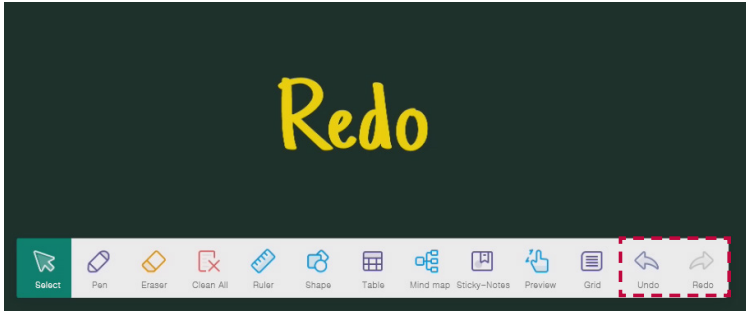 Redo
Select Pen Eraser Clean All Ruler Shape Table Mind map Sticky-Notes Preview Grid Undo Redo